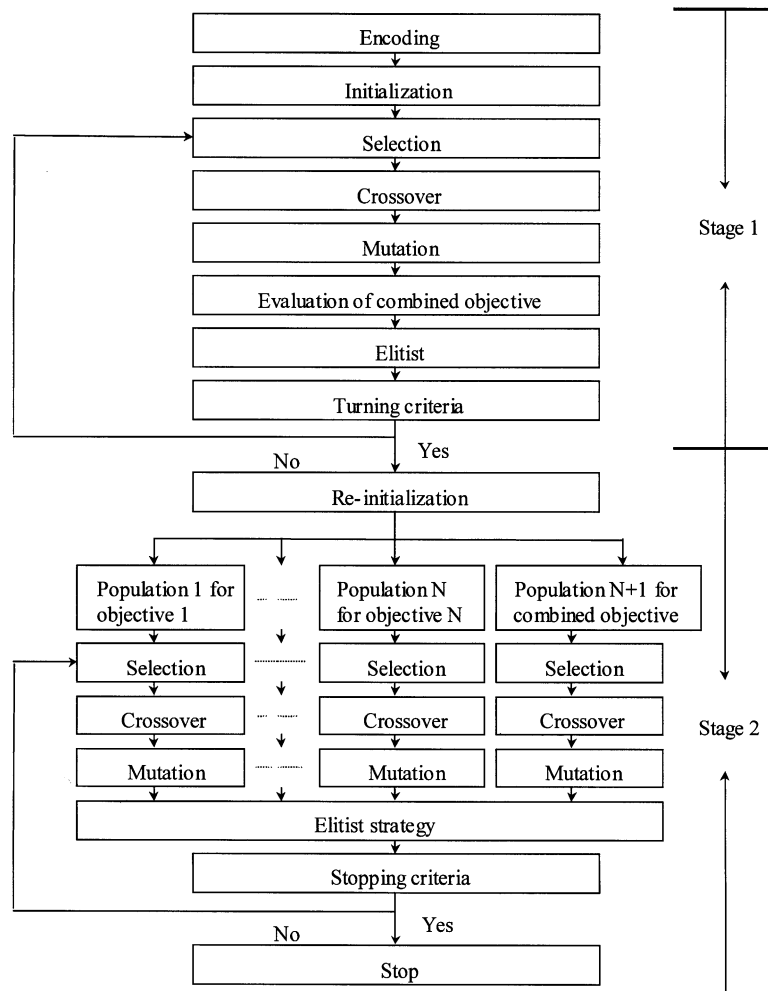 Encoding
Initialization
Selection
Crossover
Mutation
Evaluation of combined objective
Elitist
Turning criteria
Yes
No
Stage 1
Re-initialization
Population 1 for
objective 1
Population N
for objective N
Population N+1 for
combined objective
Selection
Selection
Selection
Crossover
Crossover
Crossover
Mutation
Mutation
Mutation
Stage 2
Elitist strategy
Stopping criteria
Yes
No
Stop